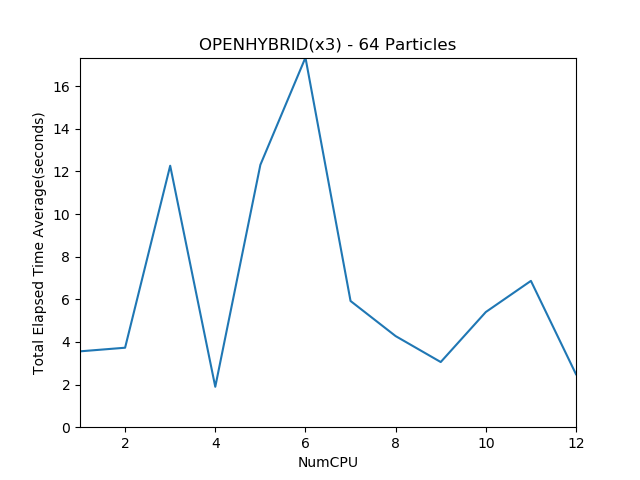 OPENHYBRID(x3) - 64 Particles
Total Elapsed Time Average(seconds)
16
14
12
10
8
6
4
2
0
2 4 6 8 10 12
NumCPU